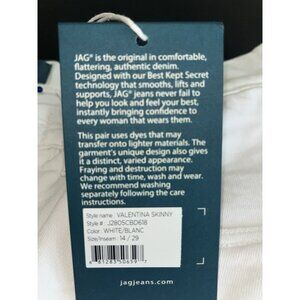 JAG® is the original in comfortable,
flattering, authentic denim.
Designed with our Best Kept Secret
technology that smooths, lifts and
supports, JAG® jeans never fail to
help you look and feel your best,
instantly bringing confidence to
every woman that wears them.
This pair uses dyes that may
transfer onto lighter materials. The
garment's unique design also gives
it a distinct, varied appearance.
Fraying and destruction may
change with time, wash and wear.
We recommend washing
separately following the care
instructions.
Style name : VALENTINA SKINNY
Style # : J2805CBD618
Color : WHITE/BLANC
Size/Inseam : 14 / 29
jagjeans.com